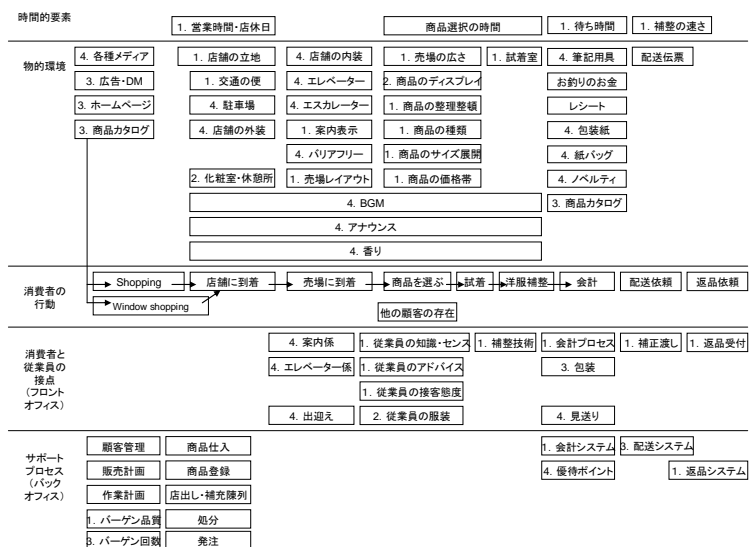 時間的要素
1. 営業時間・店休日
商品選択の時間
1. 待ち時間
1. 補整の速さ
物的環境
4. 各種メディア
1. 店舗の立地
4. 店舗の内装
1. 売場の広さ
1. 試着室
4. 筆記用具
配送伝票
3. 広告・DM
1. 交通の便
4. エレベーター
2. 商品のディスプレイ
お釣りのお金
3. ホームページ
4. 駐車場
4. エスカレーター
1. 商品の整理整頓
レシート
3. 商品カタログ
4. 店舗の外装
1. 案内表示
1. 商品の種類
4. 包装紙
4. バリアフリー
1. 商品のサイズ展開
4. 紙バッグ
2. 化粧室・休憩所
1. 売場レイアウト
1. 商品の価格帯
4. ノベルティ
4. BGM
3. 商品カタログ
4. アナウンス
4. 香り
消費者の
行動
Shopping
店舗に到着
売場に到着
商品を選ぶ
試着
洋服補整
会計
配送依頼
返品依頼
Window shopping
他の顧客の存在
消費者と
従業員の
接点
(フロント
オフィス)
4. 案内係
1. 従業員の知識・センス
1. 補整技術
1. 会計プロセス
1. 補正渡し
1. 返品受付
4. エレベーター係
1. 従業員のアドバイス
3. 包装
1. 従業員の接客態度
4. 出迎え
2. 従業員の服装
4. 見送り
サポート
プロセス
(バック
オフィス)
顧客管理
商品仕入
1. 会計システム
3. 配送システム
販売計画
商品登録
4. 優待ポイント
1. 返品システム
作業計画
店出し・補充陳列
1. バーゲン品質
処分
3. バーゲン回数
発注